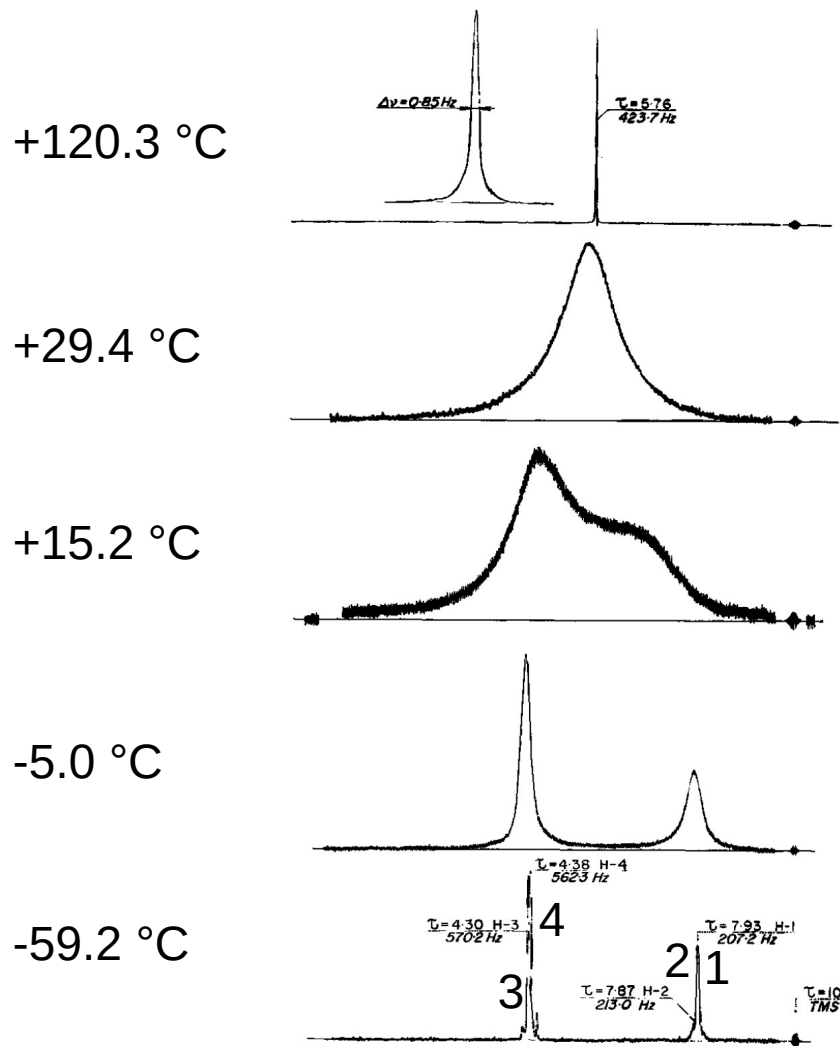 +120.3 °C
Δν=0·85Hz
τ=5·76
423·7 Hz
+29.4 °C
+15.2 °C
-5.0 °C
τ=4·38 H-4
562·3 Hz
-59.2 °C
τ=4·30 H-3
570·2 Hz
4
τ=7·93 H-1
207·2 Hz
2
1
3
τ=7·87 H-2
213·0 Hz
τ=10
TMS